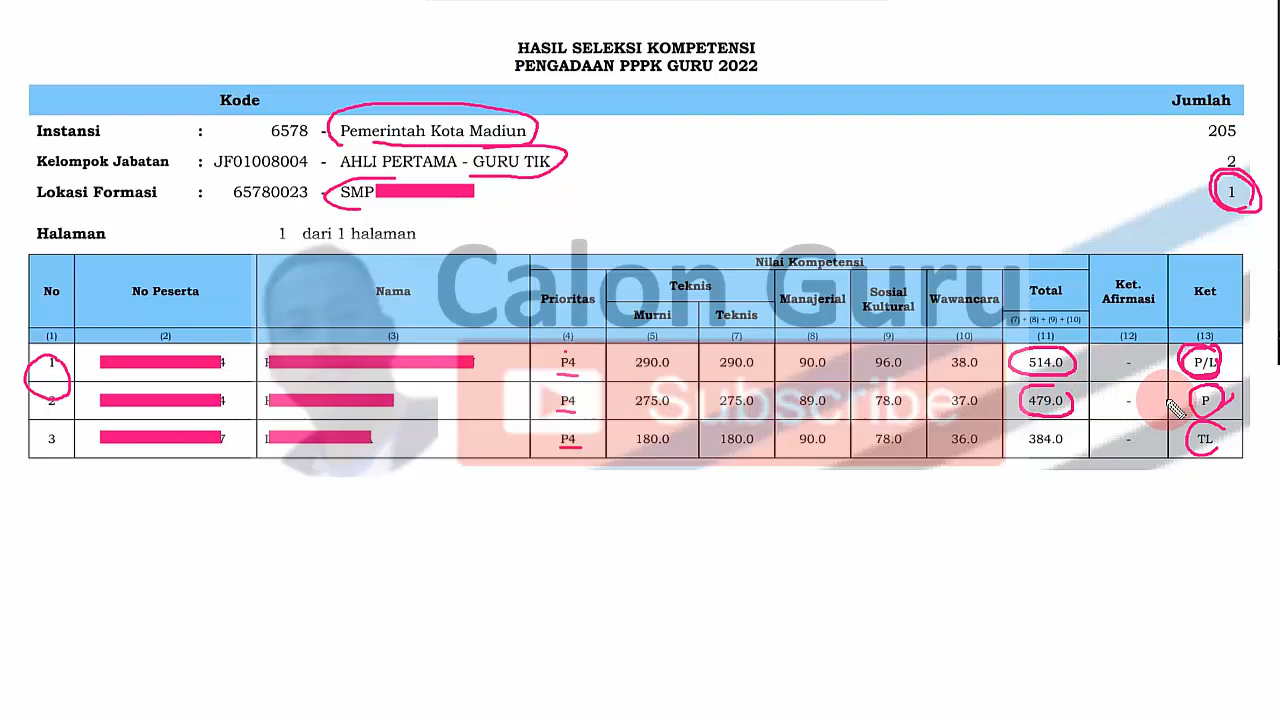 HASIL SELEKSI KOMPETENSI
PENGADAAN PPPK GURU 2022
Kode Jumlah
Instansi : 6578 - Pemerintah Kota Madiun 205
Kelompok Jabatan : JF01008004 - AHLI PERTAMA - GURU TIK 2
Lokasi Formasi : 65780023 - SMP 1
Halaman 1 dari 1 halaman
Calon Guru
Nilai Kompetensi
No No Peserta Nama Prioritas Teknis Manajerial Sosial Kultural Wawancara Total Ket. Afirmasi Ket
Murni Teknis (7) + (8) + (9) + (10)
(1) (2) (3) (4) (5) (7) (8) (9) (10) (11) (12) (13)
1 4 P4 290.0 290.0 90.0 96.0 38.0 514.0 - P/L
2 4 P4 275.0 275.0 89.0 78.0 37.0 479.0 - P
3 7 P4 180.0 180.0 90.0 78.0 36.0 384.0 - TL
Subscribe